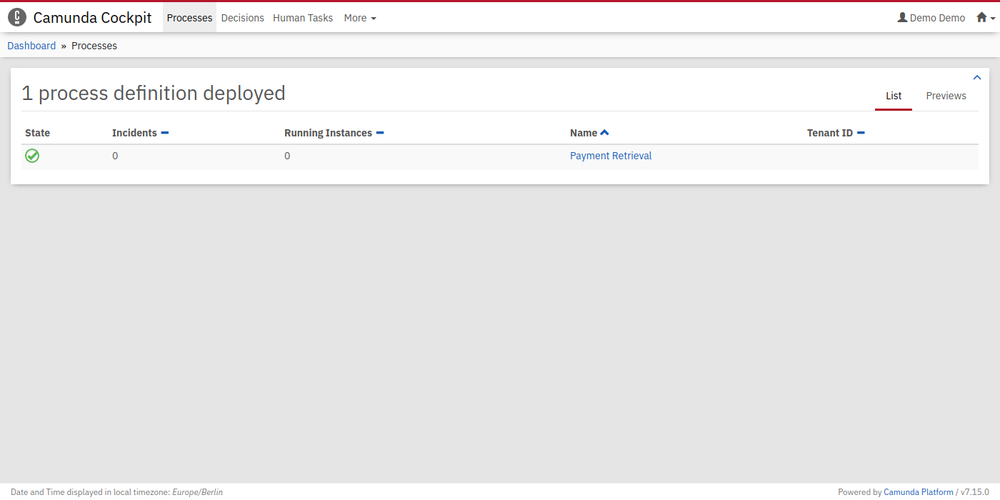 Camunda Cockpit Processes Decisions Human Tasks More Demo Demo
Dashboard » Processes
1 process definition deployed
List Previews
State Incidents Running Instances Name Tenant ID
0 0 Payment Retrieval
Date and Time displayed in local timezone: Europe/Berlin Powered by Camunda Platform / v7.15.0